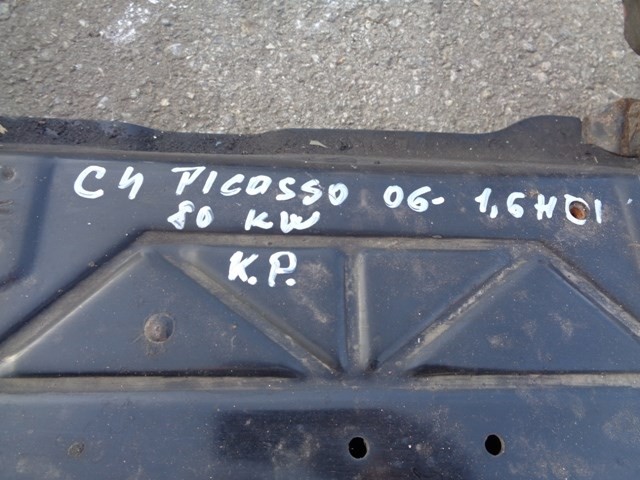 C4 PICASSO 06- 1,6HDI
80 KW
K.P.